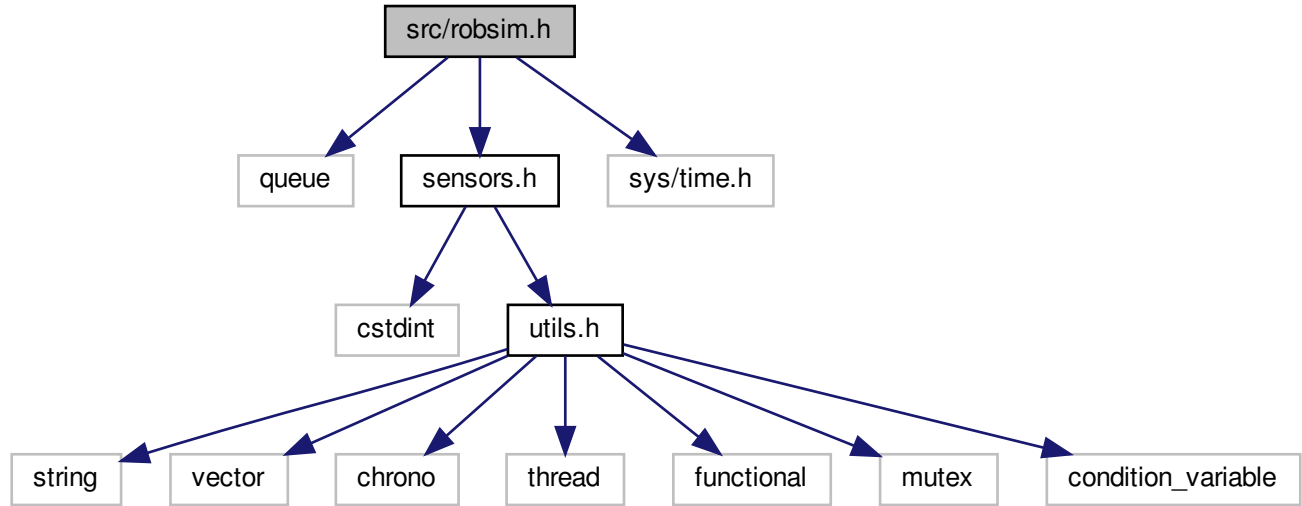 src/robsim.h
queue
sensors.h
sys/time.h
cstdint
utils.h
string
vector
chrono
thread
functional
mutex
condition_variable